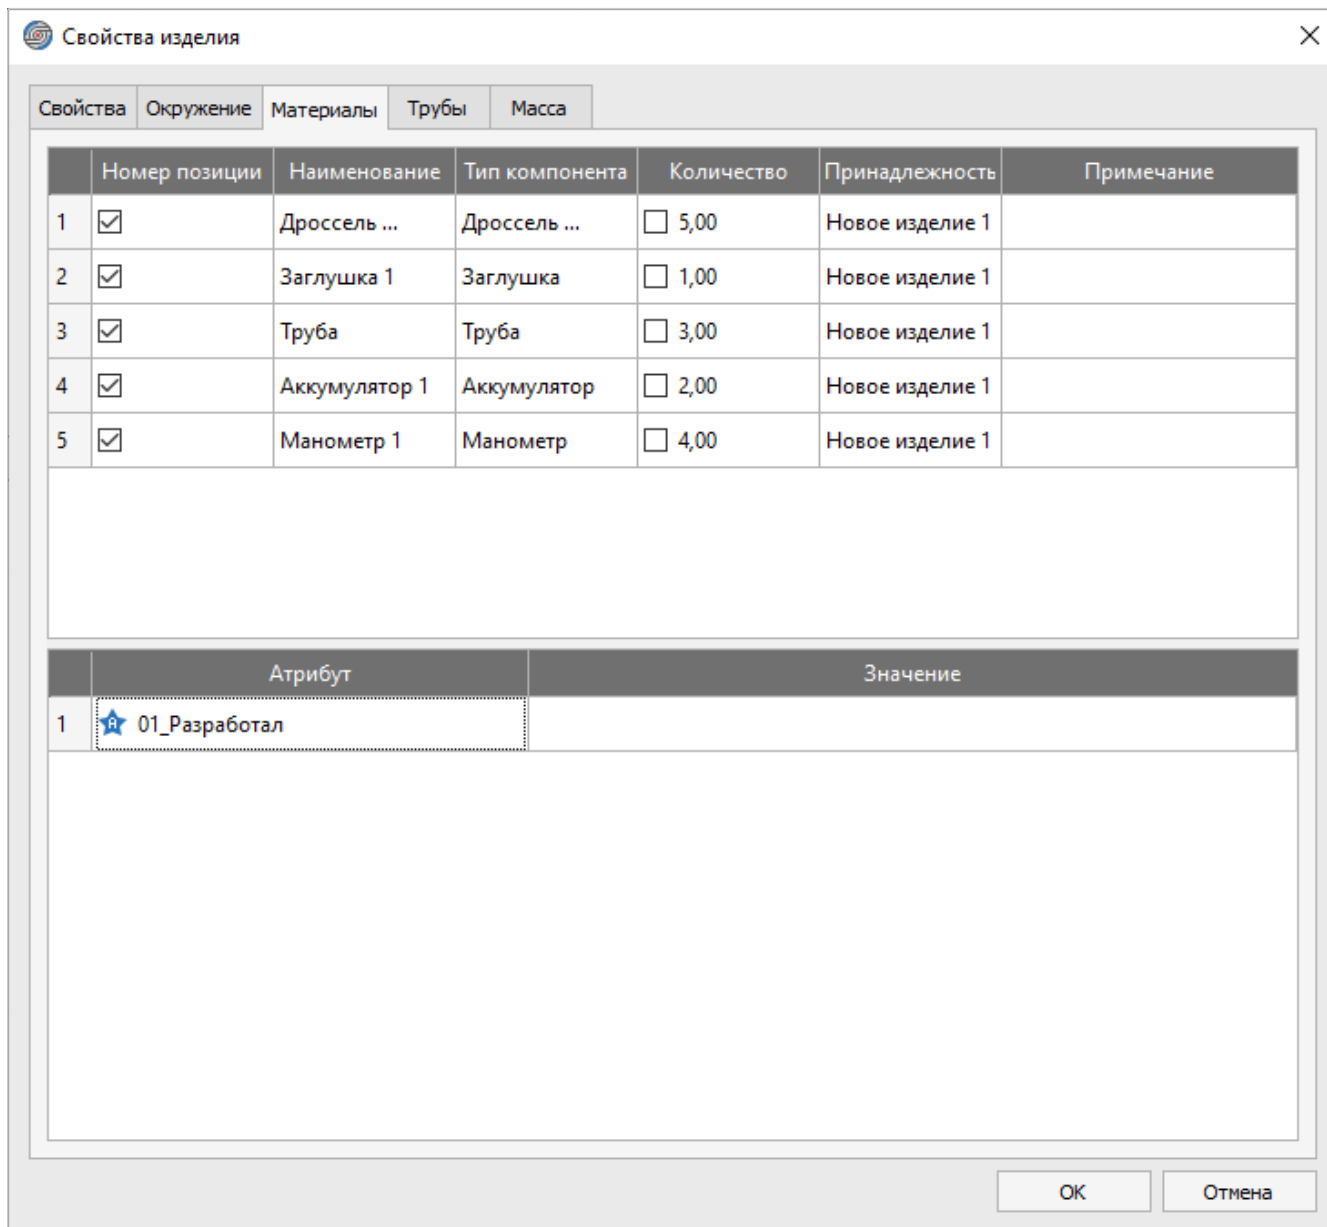 Свойства изделия
Свойства Окружение Материалы Трубы Масса
Номер позиции Наименование Тип компонента Количество Принадлежность Примечание
1 Дроссель ... Дроссель ... 5,00 Новое изделие 1
2 Заглушка 1 Заглушка 1,00 Новое изделие 1
3 Труба Труба 3,00 Новое изделие 1
4 Аккумулятор 1 Аккумулятор 2,00 Новое изделие 1
5 Манометр 1 Манометр 4,00 Новое изделие 1
Атрибут Значение
1 A 01_Разработал
OK Отмена